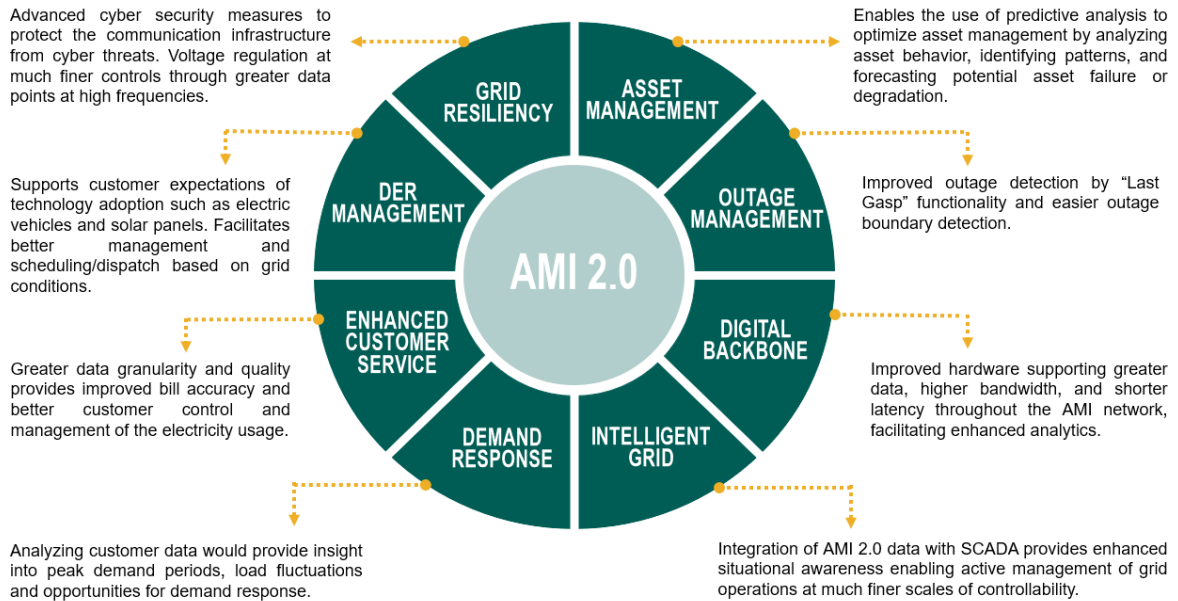 Advanced cyber security measures to
protect the communication infrastructure
from cyber threats. Voltage regulation at
much finer controls through greater data
points at high frequencies.
Enables the use of predictive analysis to
optimize asset management by analyzing
asset behavior, identifying patterns, and
forecasting potential asset failure or
degradation.
GRID
RESILIENCY
ASSET
MANAGEMENT
Supports customer expectations of
technology adoption such as electric
vehicles and solar panels. Facilitates
better management and
scheduling/dispatch based on grid
conditions.
DER
MANAGEMENT
OUTAGE
MANAGEMENT
Improved outage detection by “Last
Gasp” functionality and easier outage
boundary detection.
AMI 2.0
Greater data granularity and quality
provides improved bill accuracy and
better customer control and
management of the electricity usage.
ENHANCED
CUSTOMER
SERVICE
DIGITAL
BACKBONE
Improved hardware supporting greater
data, higher bandwidth, and shorter
latency throughout the AMI network,
facilitating enhanced analytics.
DEMAND
RESPONSE
INTELLIGENT
GRID
Analyzing customer data would provide insight
into peak demand periods, load fluctuations
and opportunities for demand response.
Integration of AMI 2.0 data with SCADA provides enhanced
situational awareness enabling active management of grid
operations at much finer scales of controllability.